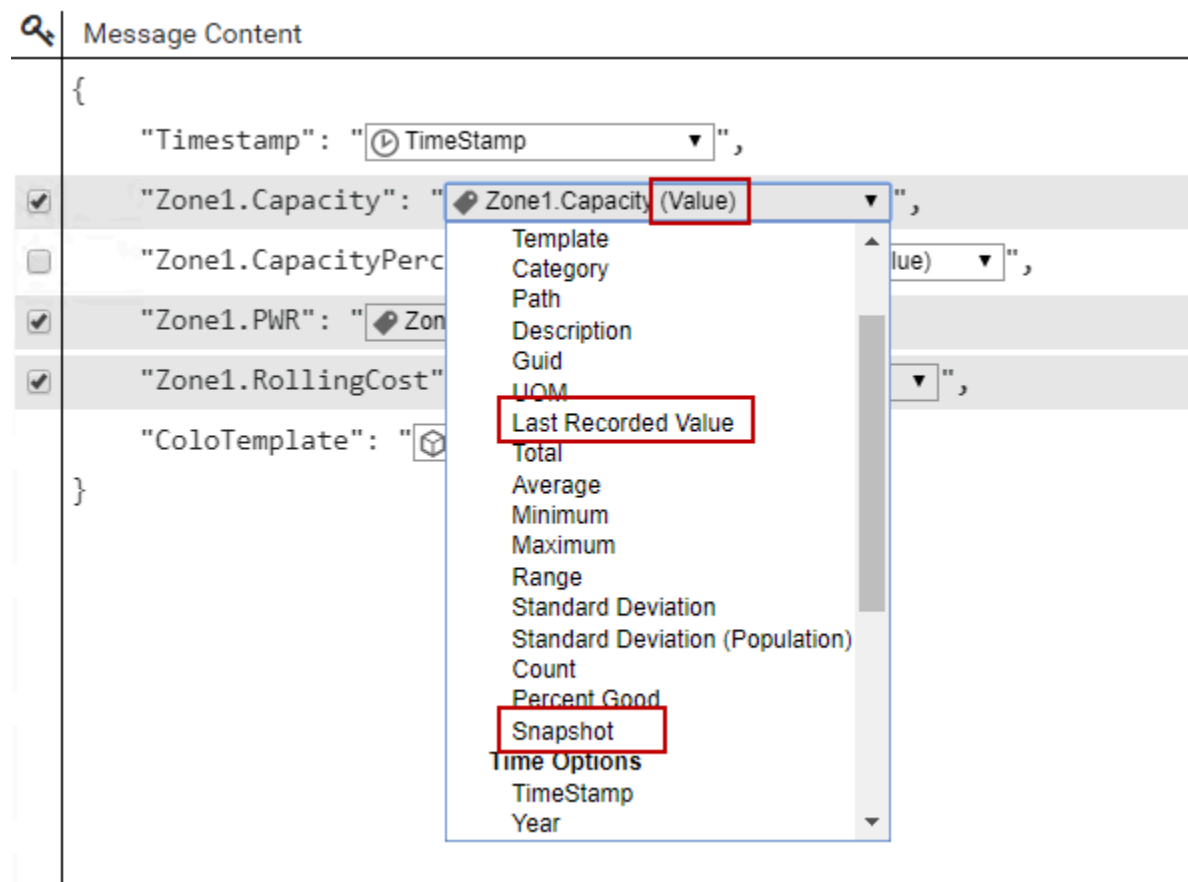 Message Content
{
"Timestamp": "TimeStamp",
"Zone1.Capacity": "Zone1.Capacity (Value)",
"Zone1.CapacityPerc lue)",
"Zone1.PWR": "Zon
"Zone1.RollingCost" ",
"ColoTemplate": "
}
Template
Category
Path
Description
Guid
UOM
Last Recorded Value
Total
Average
Minimum
Maximum
Range
Standard Deviation
Standard Deviation (Population)
Count
Percent Good
Snapshot
Time Options
TimeStamp
Year